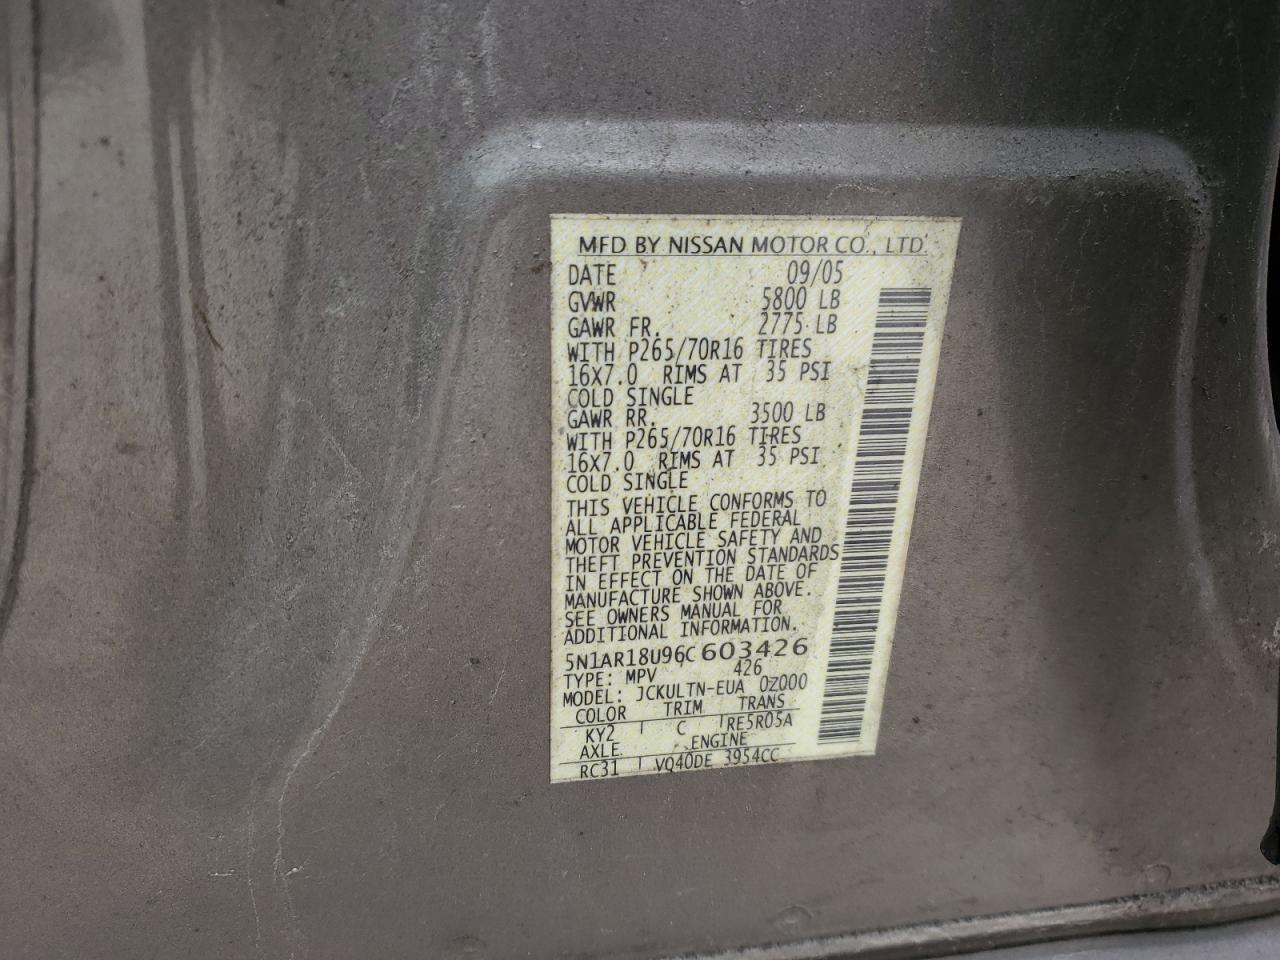 MFD BY NISSAN MOTOR CO., LTD.
DATE 09/05
GVWR 5800 LB
GAWR FR. 2775 LB
WITH P265/70R16 TIRES
16X7.0 RIMS AT 35 PSI
COLD SINGLE
GAWR RR. 3500 LB
WITH P265/70R16 TIRES
16X7.0 RIMS AT 35 PSI
COLD SINGLE
THIS VEHICLE CONFORMS TO
ALL APPLICABLE FEDERAL
MOTOR VEHICLE SAFETY AND
THEFT PREVENTION STANDARDS
IN EFFECT ON THE DATE OF
MANUFACTURE SHOWN ABOVE.
SEE OWNERS MANUAL FOR
ADDITIONAL INFORMATION.
5N1AR18U96C603426
TYPE: MPV 426
MODEL: JCKULTN-EUA OZ000
COLOR TRIM TRANS
KY2 C RE5R05A
AXLE ENGINE
RC31 VQ40DE 3954CC